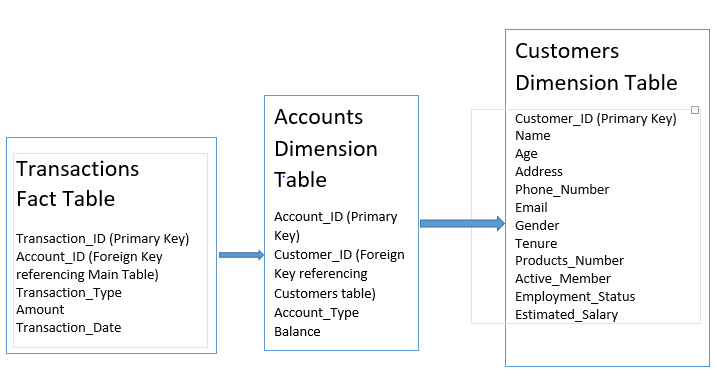 Transactions
Fact Table
Transaction_ID (Primary Key)
Account_ID (Foreign Key
referencing Main Table)
Transaction_Type
Amount
Transaction_Date
Accounts
Dimension
Table
Account_ID (Primary
Key)
Customer_ID (Foreign
Key referencing
Customers table)
Account_Type
Balance
Customers
Dimension Table
Customer_ID (Primary Key)
Name
Age
Address
Phone_Number
Email
Gender
Tenure
Products_Number
Active_Member
Employment_Status
Estimated_Salary